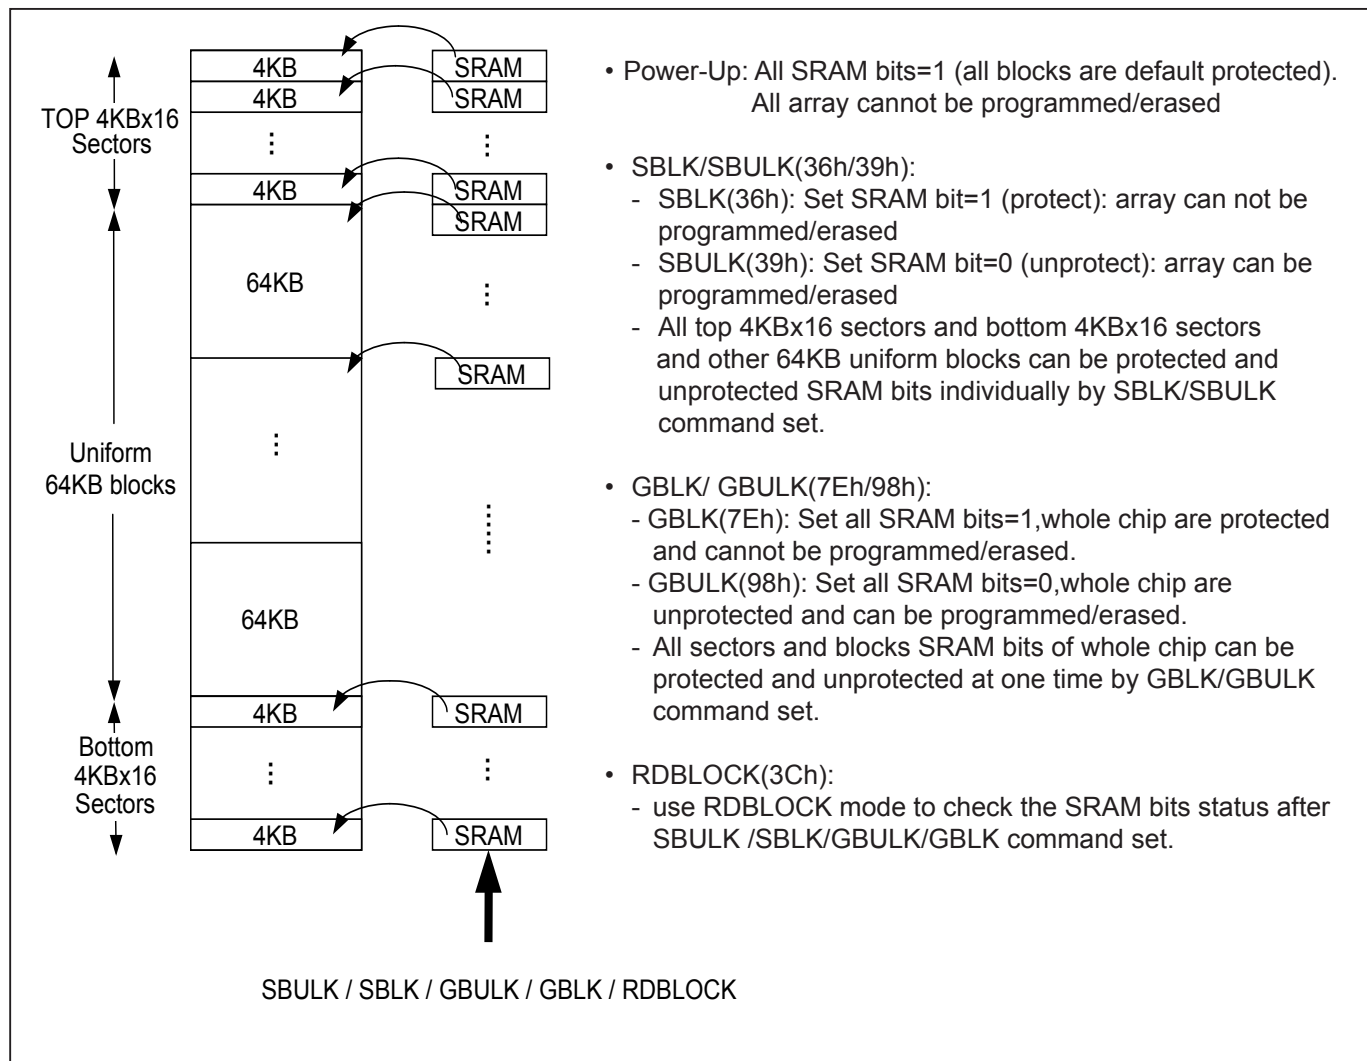 4KB
SRAM
4KB
SRAM
TOP 4KBx16
Sectors
⋮
⋮
4KB
SRAM
SRAM
64KB
⋮
SRAM
Uniform
64KB blocks
⋮
64KB
4KB
SRAM
Bottom
4KBx16
Sectors
⋮
⋮
4KB
SRAM
SBULK / SBLK / GBULK / GBLK / RDBLOCK
• Power-Up: All SRAM bits=1 (all blocks are default protected).
All array cannot be programmed/erased
• SBLK/SBULK(36h/39h):
- SBLK(36h): Set SRAM bit=1 (protect): array can not be
programmed/erased
- SBULK(39h): Set SRAM bit=0 (unprotect): array can be
programmed/erased
- All top 4KBx16 sectors and bottom 4KBx16 sectors
and other 64KB uniform blocks can be protected and
unprotected SRAM bits individually by SBLK/SBULK
command set.
• GBLK/ GBULK(7Eh/98h):
- GBLK(7Eh): Set all SRAM bits=1,whole chip are protected
and cannot be programmed/erased.
- GBULK(98h): Set all SRAM bits=0,whole chip are
unprotected and can be programmed/erased.
- All sectors and blocks SRAM bits of whole chip can be
protected and unprotected at one time by GBLK/GBULK
command set.
• RDBLOCK(3Ch):
- use RDBLOCK mode to check the SRAM bits status after
SBULK /SBLK/GBULK/GBLK command set.